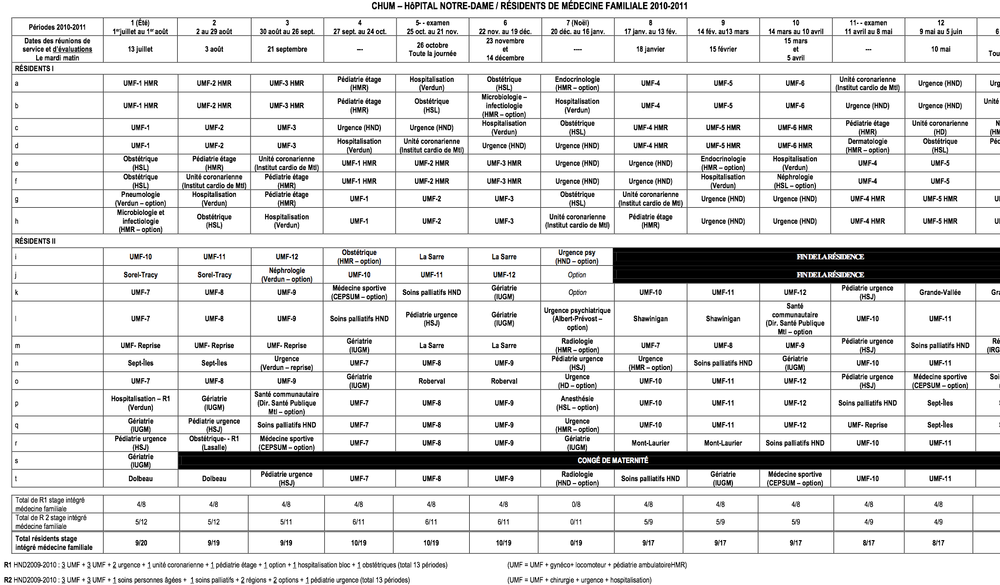 CHUM – HôPITAL NOTRE-DAME / RÉSIDENTS DE MÉDECINE FAMILIALE 2010-2011
Périodes 2010-2011 1 (Été) 2 3 4 5- - examen 6 7 (Noël) 8 9 10 11- - examen 12
1er juillet au 1er août 2 au 29 août 30 août au 26 sept. 27 sept. au 24 oct. 25 oct. au 21 nov. 22 nov. au 19 déc. 20 déc. au 16 janv. 17 janv. au 13 fév. 14 fév. au13 mars 14 mars au 10 avril 11 avril au 8 mai 9 mai au 5 juin 6
Dates des réunions de service et d'évaluations Le mardi matin 13 juillet 3 août 21 septembre --- 26 octobre Toute la journée 23 novembre et 14 décembre ---- 18 janvier 15 février 15 mars et 5 avril --- 10 mai
RÉSIDENTS I
a UMF-1 HMR UMF-2 HMR UMF-3 HMR Pédiatrie étage (HMR) Hospitalisation (Verdun) Obstétrique (HSL) Endocrinologie (HMR – option) UMF-4 UMF-5 UMF-6 Unité coronarienne (Institut cardio de Mtl) Urgence (HND)
b UMF-1 HMR UMF-2 HMR UMF-3 HMR Pédiatrie étage (HMR) Obstétrique (HSL) Microbiologie – infectiologie (HMR – option) Hospitalisation (Verdun) UMF-4 UMF-5 UMF-6 Urgence (HND) Urgence (HND) Unité
c UMF-1 UMF-2 UMF-3 Urgence (HND) Urgence (HND) Hospitalisation (Verdun) Obstétrique (HSL) UMF-4 HMR UMF-5 HMR UMF-6 HMR Pédiatrie étage (HMR) Unité coronarienne (HD)
d UMF-1 UMF-2 UMF-3 Hospitalisation (Verdun) Unité coronarienne (Institut cardio de Mtl) Urgence (HND) Urgence (HND) UMF-4 HMR UMF-5 HMR UMF-6 HMR Dermatologie (HMR – option) Obstétrique (HSL)
e Obstétrique (HSL) Pédiatrie étage (HMR) Unité coronarienne (Institut cardio de Mtl) UMF-1 HMR UMF-2 HMR UMF-3 HMR Urgence (HND) Urgence (HND) Endocrinologie (HMR – option) Hospitalisation (Verdun) UMF-4 UMF-5
f Obstétrique (HSL) Unité coronarienne (Institut cardio de Mtl) Pédiatrie étage (HMR) UMF-1 HMR UMF-2 HMR UMF-3 HMR Urgence (HND) Urgence (HND) Hospitalisation (Verdun) Néphrologie (HSL – option) UMF-4 UMF-5
g Pneumologie (Verdun – option) Hospitalisation (Verdun) Pédiatrie étage (HMR) UMF-1 UMF-2 UMF-3 Obstétrique (HSL) Unité coronarienne (Institut cardio de Mtl) Urgence (HND) Urgence (HND) UMF-4 HMR UMF-5 HMR
h Microbiologie et infectiologie (HMR – option) Obstétrique (HSL) Hospitalisation (Verdun) UMF-1 UMF-2 UMF-3 Unité coronarienne (Institut cardio de Mtl) Pédiatrie étage (HMR) Urgence (HND) Urgence (HND) UMF-4 HMR UMF-5 HMR
RÉSIDENTS II
i UMF-10 UMF-11 UMF-12 Obstétrique (HMR – option) La Sarre La Sarre Urgence psy (HND – option) FIN DE LA RÉSIDENCE
j Sorel-Tracy Sorel-Tracy Néphrologie (Verdun – option) UMF-10 UMF-11 UMF-12 Option FIN DE LA RÉSIDENCE
k UMF-7 UMF-8 UMF-9 Médecine sportive (CEPSUM – option) Soins palliatifs HND Gériatrie (IUGM) Option UMF-10 UMF-11 UMF-12 Pédiatrie urgence (HSJ) Grande-Vallée
l UMF-7 UMF-8 UMF-9 Soins palliatifs HND Pédiatrie urgence (HSJ) Gériatrie (IUGM) Urgence psychiatrique (Albert-Prévost – option) Shawinigan Shawinigan Santé communautaire (Dir. Santé Publique Mtl – option UMF-10 UMF-11
m UMF- Reprise UMF- Reprise UMF- Reprise Gériatrie (IUGM) La Sarre La Sarre Radiologie (HMR – option) UMF-7 UMF-8 UMF-9 Pédiatrie urgence (HSJ) Soins palliatifs HND
n Sept-Îles Sept-Îles Urgence (Verdun – reprise) UMF-7 UMF-8 UMF-9 Pédiatrie urgence (HSJ) Urgence (HMR – option) Soins palliatifs HND Gériatrie (IUGM) UMF-10 UMF-11
o UMF-7 UMF-8 UMF-9 Gériatrie (IUGM) Roberval Roberval Urgence (HD – option) UMF-10 UMF-11 UMF-12 Pédiatrie urgence (HSJ) Médecine sportive (CEPSUM – option)
p Hospitalisation – R1 (Verdun) Gériatrie (IUGM) Santé communautaire (Dir. Santé Publique Mtl – option) UMF-7 UMF-8 UMF-9 Anesthésie (HSL – option) UMF-10 UMF-11 UMF-12 Soins palliatifs HND Sept-Îles
q Gériatrie (IUGM) Pédiatrie urgence (HSJ) Soins palliatifs HND UMF-7 UMF-8 UMF-9 Urgence (HMR – option) UMF-10 UMF-11 UMF-12 UMF- Reprise Sept-Îles
r Pédiatrie urgence (HSJ) Obstétrique- - R1 (Lasalle) Médecine sportive (CEPSUM – option) UMF-7 UMF-8 UMF-9 Gériatrie (IUGM) Mont-Laurier Mont-Laurier Soins palliatifs HND UMF-10 UMF-11
s Gériatrie (IUGM) CONGÉ DE MATERNITÉ
t Dolbeau Dolbeau Pédiatrie urgence (HSJ) UMF-7 UMF-8 UMF-9 Radiologie (HND – option) Soins palliatifs HND Gériatrie (IUGM) Médecine sportive (CEPSUM – option) UMF-10 UMF-11
Total de R1 stage intégré médecine familiale 4/8 4/8 4/8 4/8 4/8 4/8 0/8 4/8 4/8 4/8 4/8 4/8
Total de R 2 stage intégré médecine familiale 5/12 5/12 5/11 6/11 6/11 6/11 0/11 5/9 5/9 5/9 4/9 4/9
Total résidents stage intégré médecine familiale 9/20 9/19 9/19 10/19 10/19 10/19 0/19 9/17 9/17 9/17 8/17 8/17
R1 HND2009-2010 : 3 UMF + 3 UMF + 2 urgence + 1 unité coronarienne + 1 pédiatrie étage + 1 option + 1 hospitalisation bloc + 1 obstétriques (total 13 périodes) (UMF = UMF + gynéco+ locomoteur + pédiatrie ambulatoireHMR)
R2 HND2009-2010 : 3 UMF + 3 UMF + 1 soins personnes âgées + 1 soins palliatifs + 2 régions + 2 options + 1 pédiatrie urgence (total 13 périodes) (UMF = UMF + chirurgie + urgence + hospitalisation)